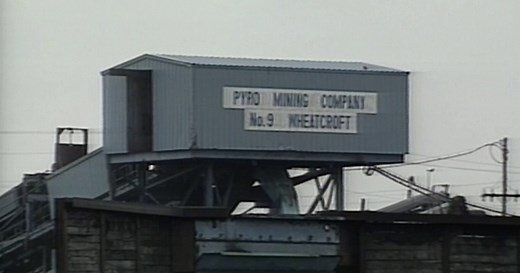 PYRO MINING COMPANY
No.9 WHEATCROFT